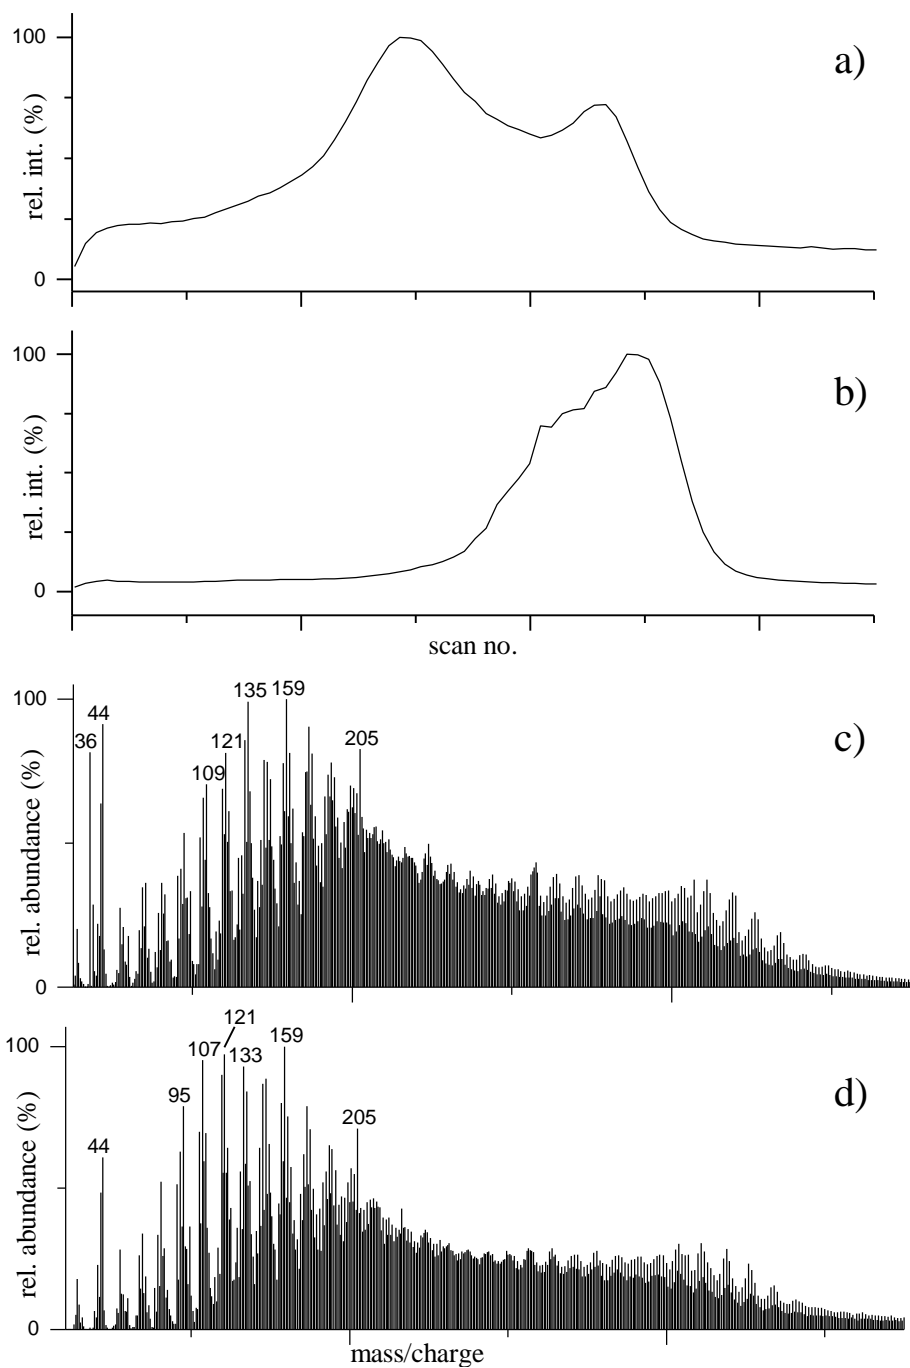 100
a)
rel. int. (%)
0
100
b)
rel. int. (%)
0
scan no.
100
135 159
44
36
121
205
c)
109
rel. abundance (%)
0
121
100
107
133
159
95
d)
205
44
rel. abundance (%)
0
mass/charge